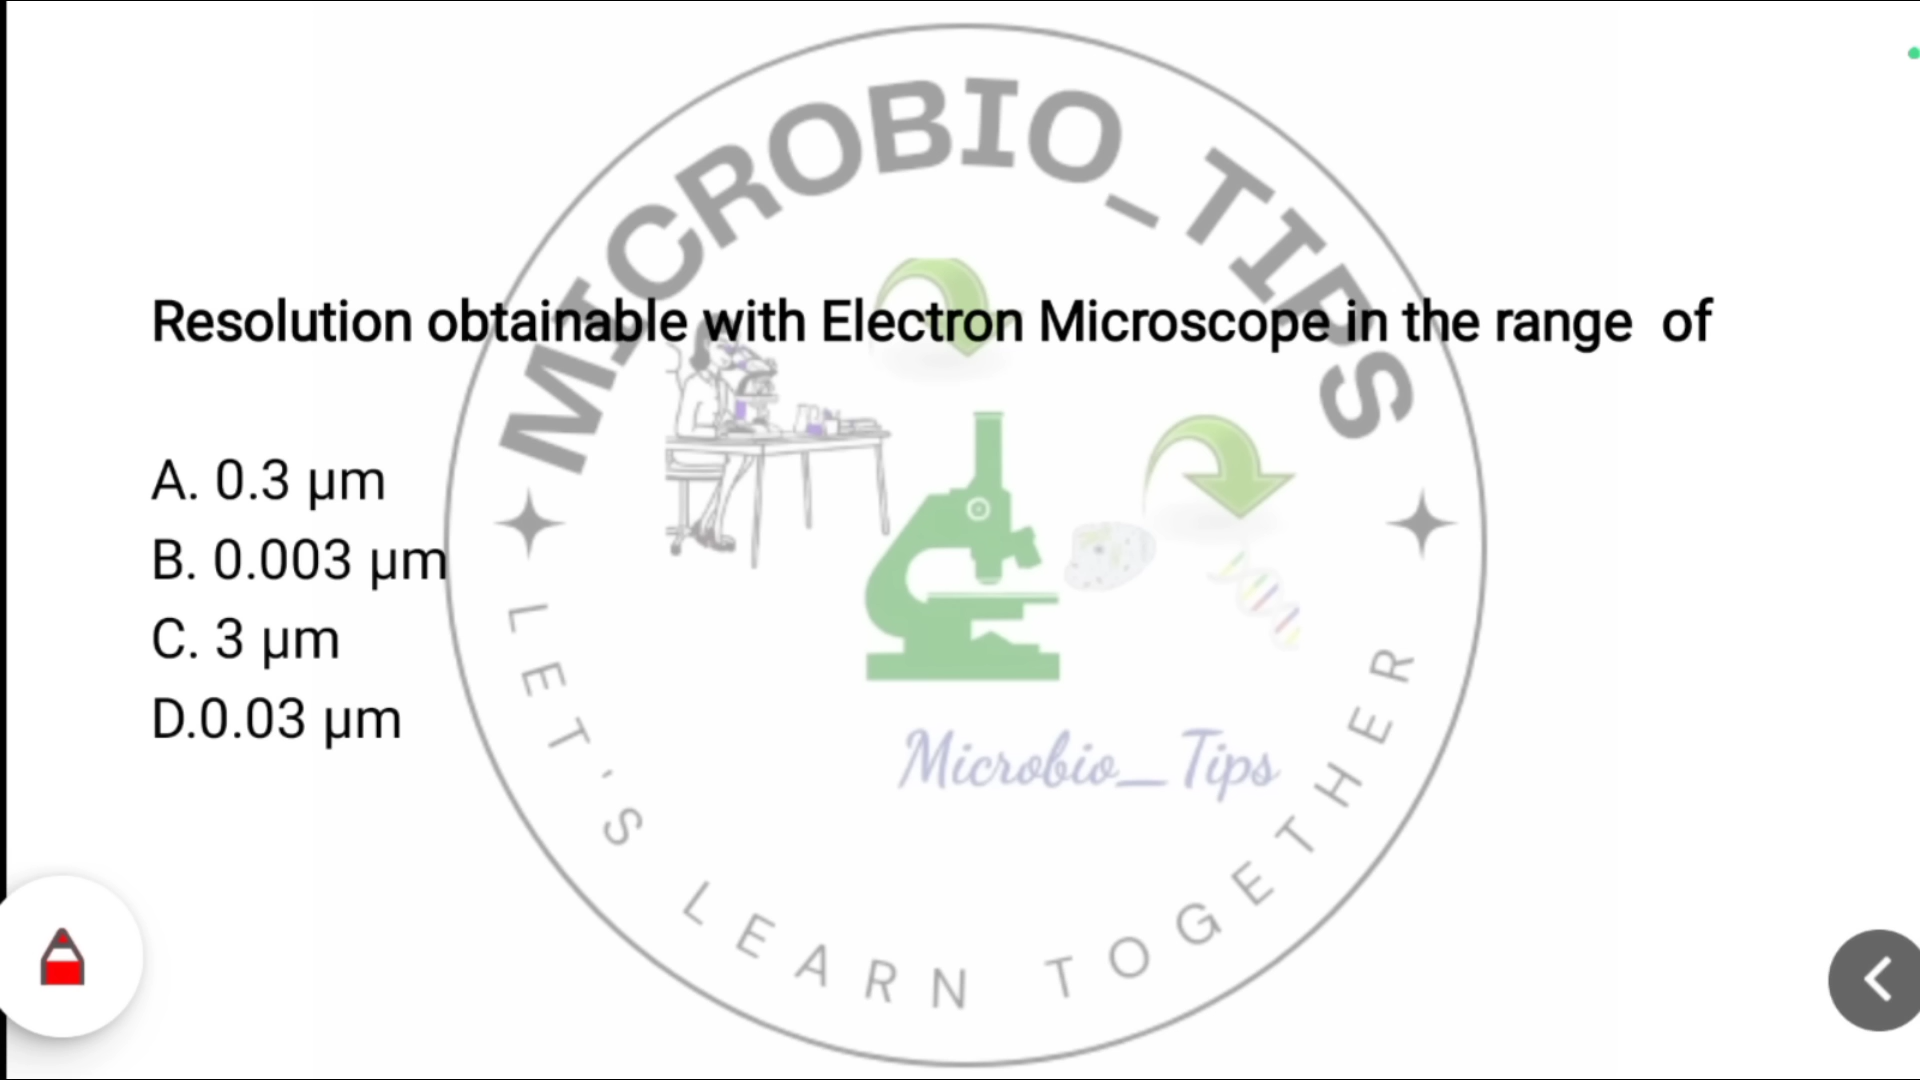 MICROBIO_TIPS
Resolution obtainable with Electron Microscope in the range of
A. 0.3 µm
B. 0.003 µm
C. 3 µm
D.0.03 µm
Microbio_Tips
LET'S LEARN TOGETHER